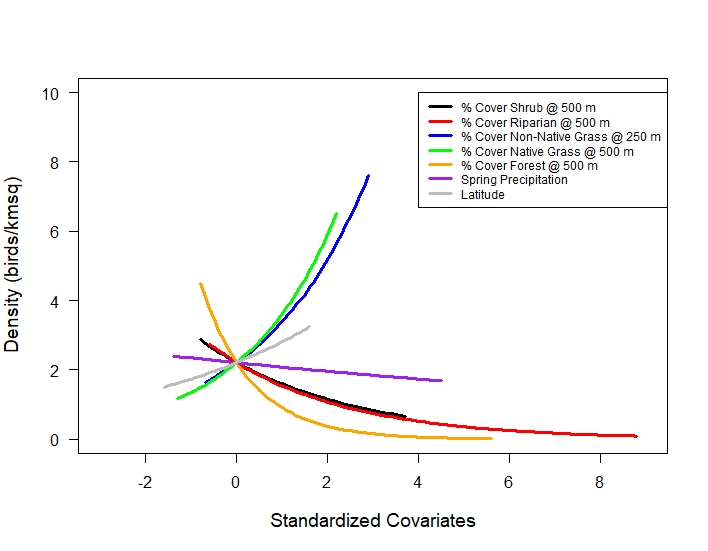 10
8
6
4
2
0
Density (birds/kmsq)
% Cover Shrub @ 500 m
% Cover Riparian @ 500 m
% Cover Non-Native Grass @ 250 m
% Cover Native Grass @ 500 m
% Cover Forest @ 500 m
Spring Precipitation
Latitude
-2 0 2 4 6 8
Standardized Covariates